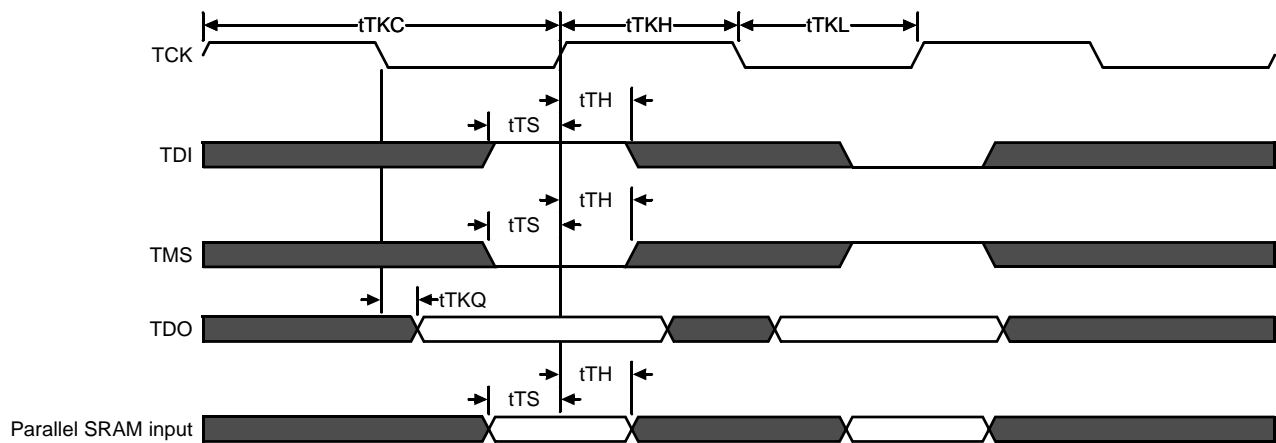 tTKC tTKH tTKL
TCK
tTH
tTS
TDI
tTH
tTS
TMS
tTKQ
TDO
tTH
tTS
Parallel SRAM input